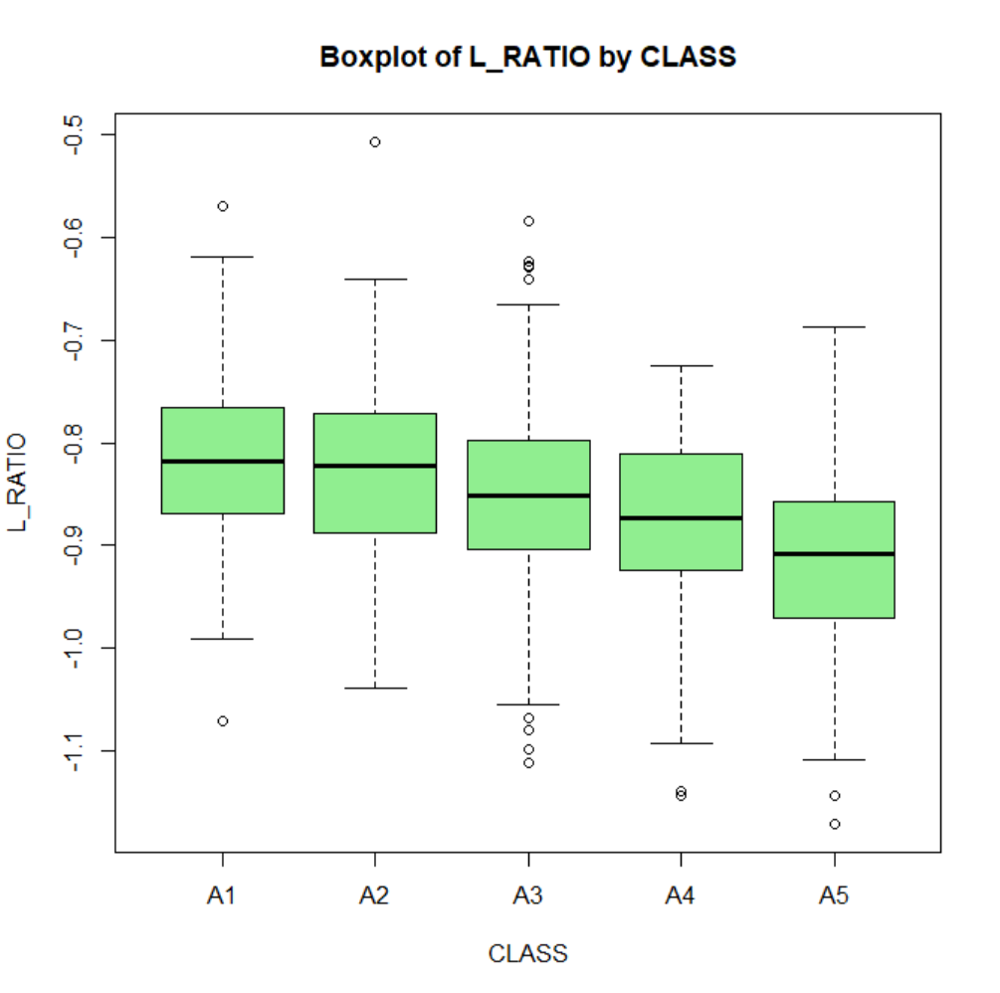 Boxplot of L_RATIO by CLASS
-0.5
-0.6
-0.7
-0.8
-0.9
-1.0
-1.1
L_RATIO
A1 A2 A3 A4 A5
CLASS